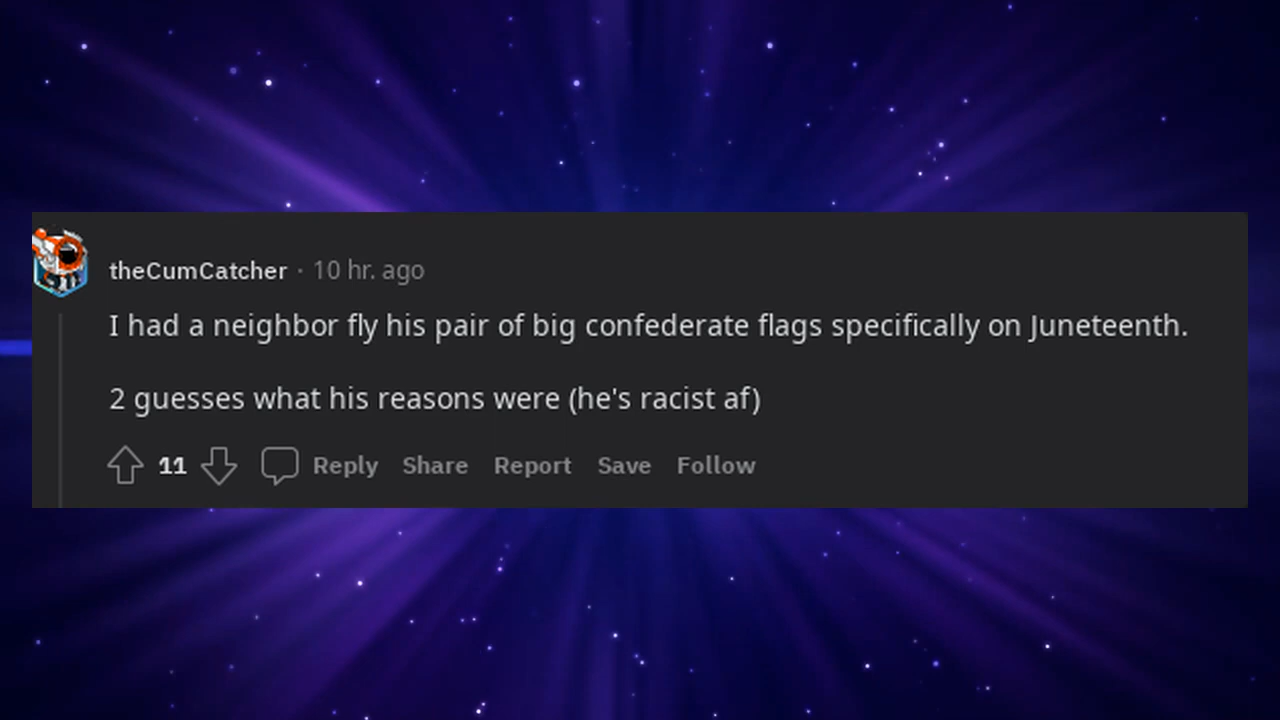 theCumCatcher · 10 hr. ago
I had a neighbor fly his pair of big confederate flags specifically on Juneteenth.
2 guesses what his reasons were (he's racist af)
11 Reply Share Report Save Follow